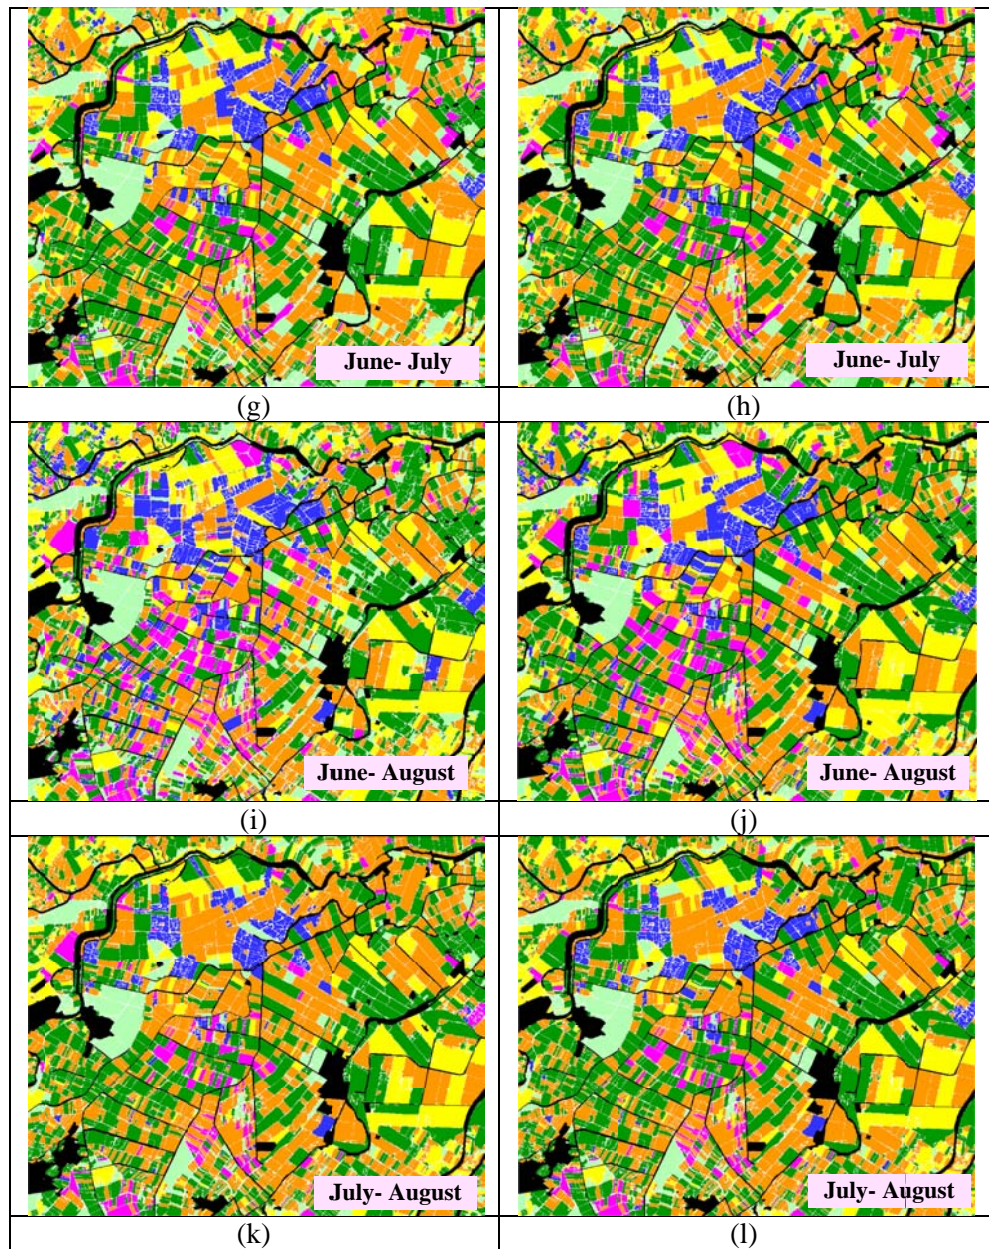 June- July
June- July
(g)
(h)
June- August
June- August
(i)
(j)
July- August
July- August
(k)
(l)